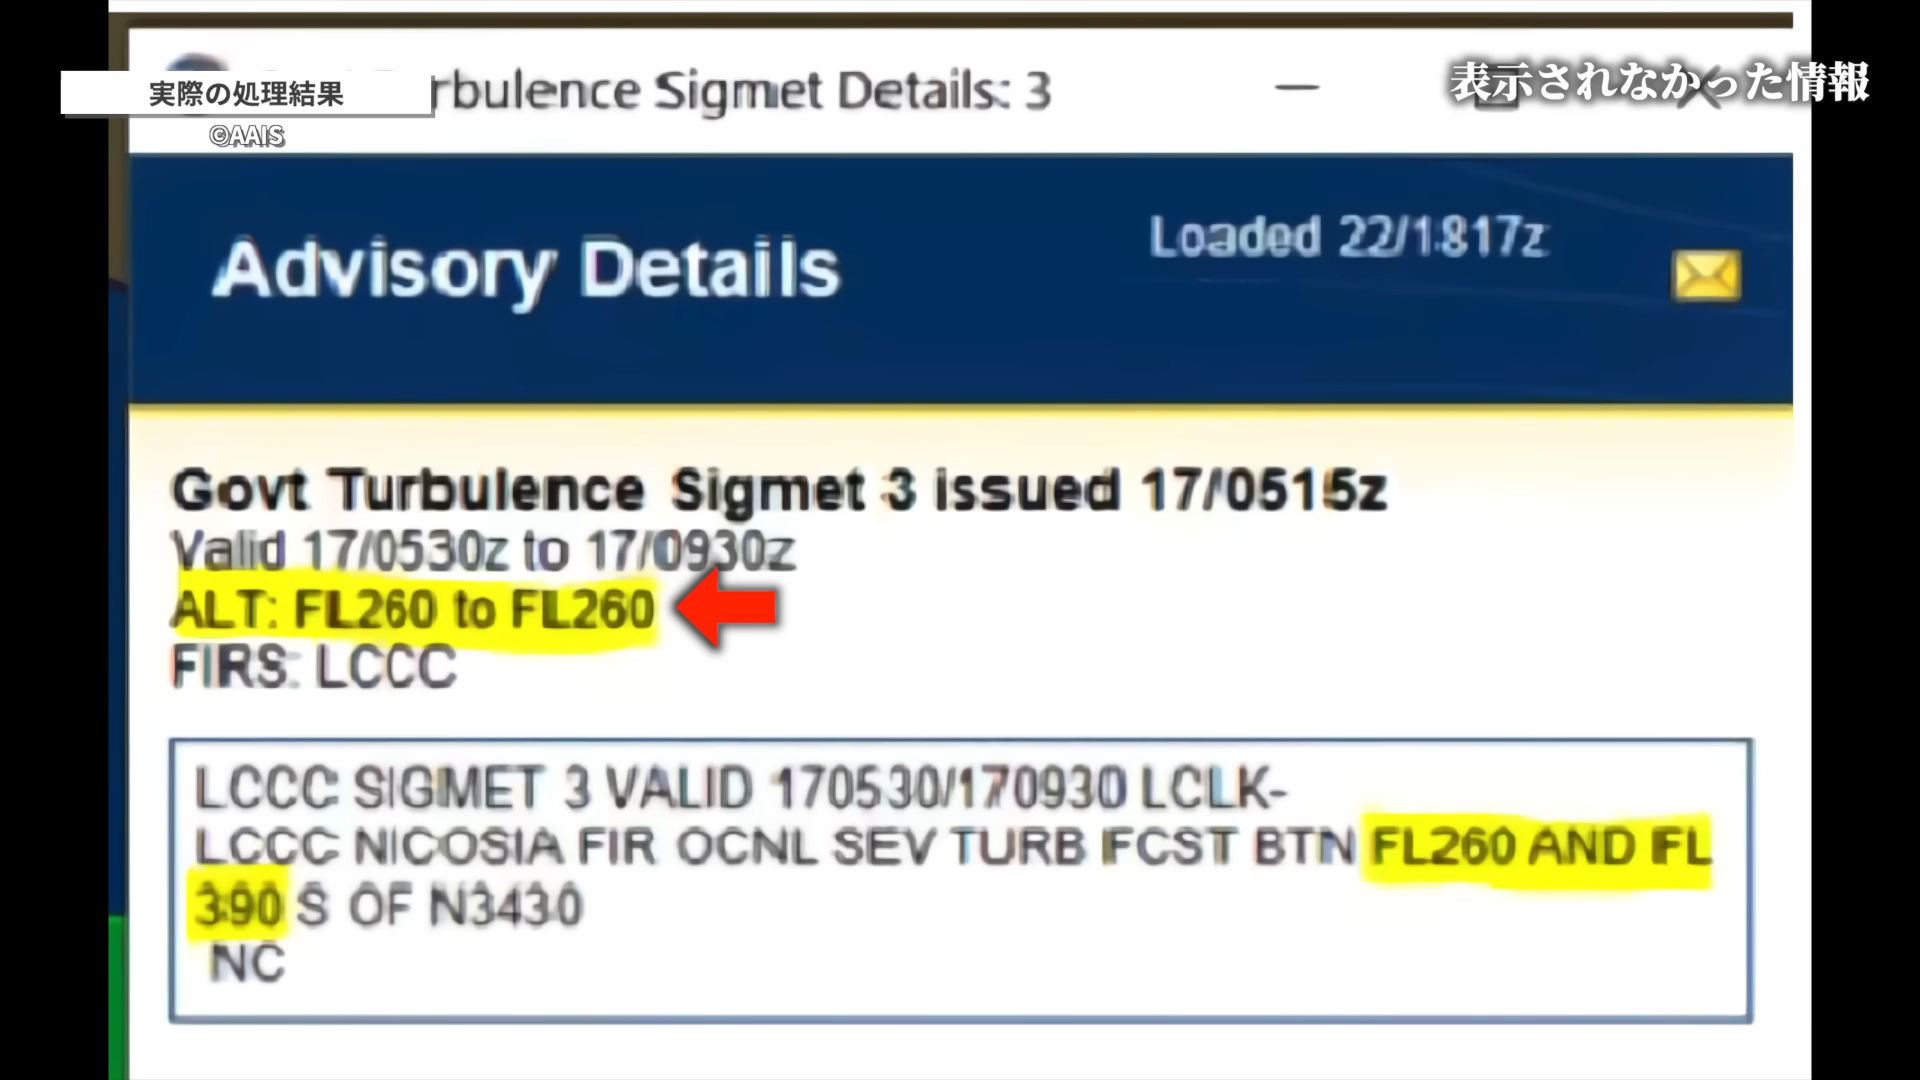 実際の処理結果
rbulence Sigmet Details: 3
表示されなかった情報
©AAIS
Advisory Details
Loaded 22/1817z
Govt Turbulence Sigmet 3 issued 17/0515z
Valid 17/0530z to 17/0930z
ALT: FL260 to FL260
FIRS: LCCC
LCCC SIGMET 3 VALID 170530/170930 LCLK-
LCCC NICOSIA FIR OCNL SEV TURB FCST BTN FL260 AND FL
390 S OF N3430
NC